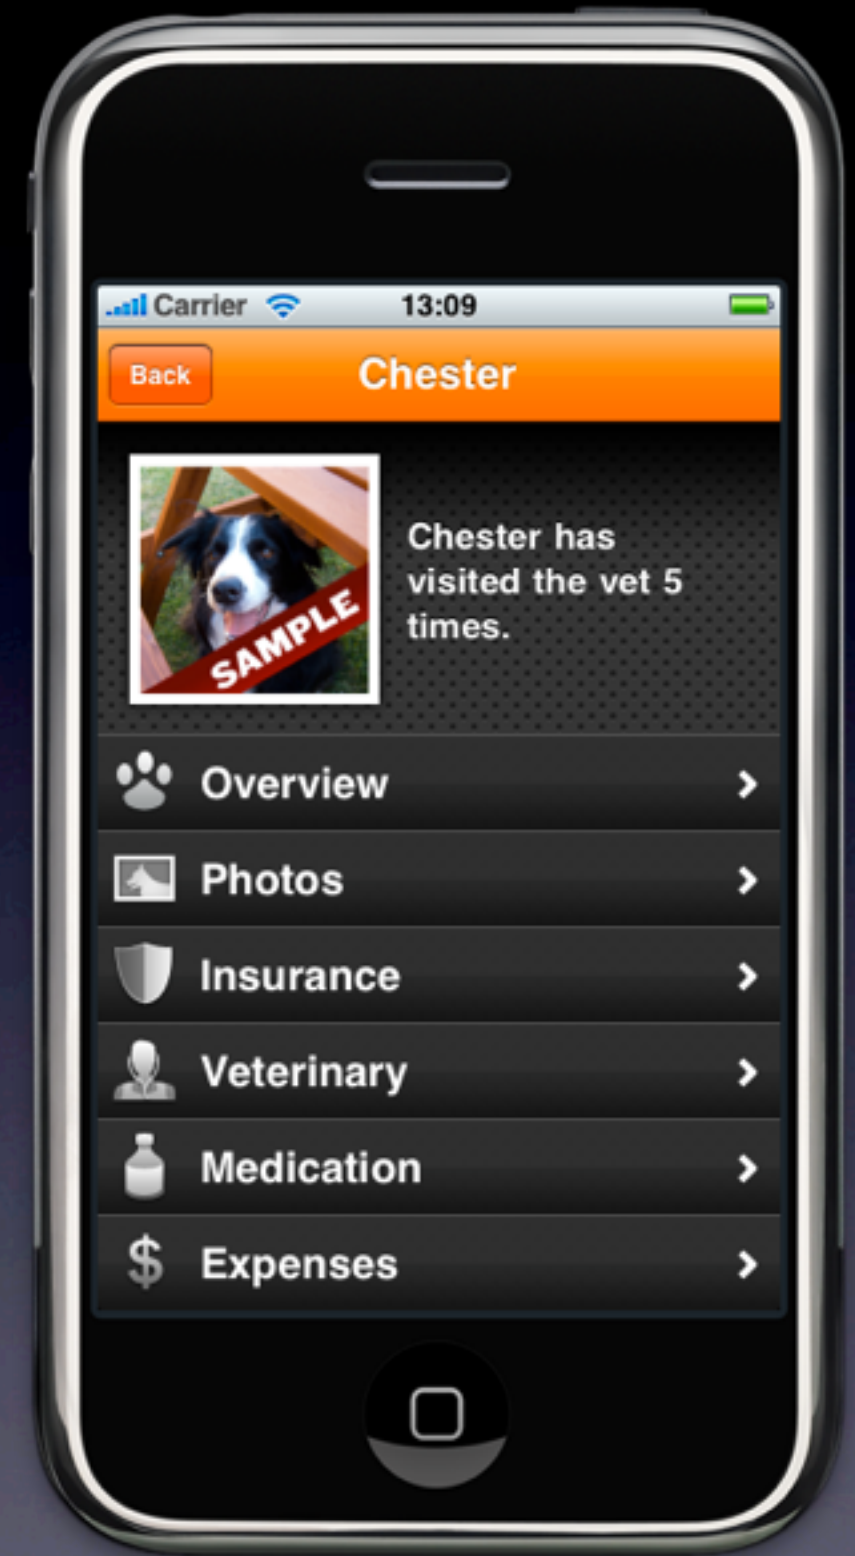 Carrier 13:09
Back Chester
Chester has
visited the vet 5
times.
SAMPLE
Overview
Photos
Insurance
Veterinary
Medication
$ Expenses